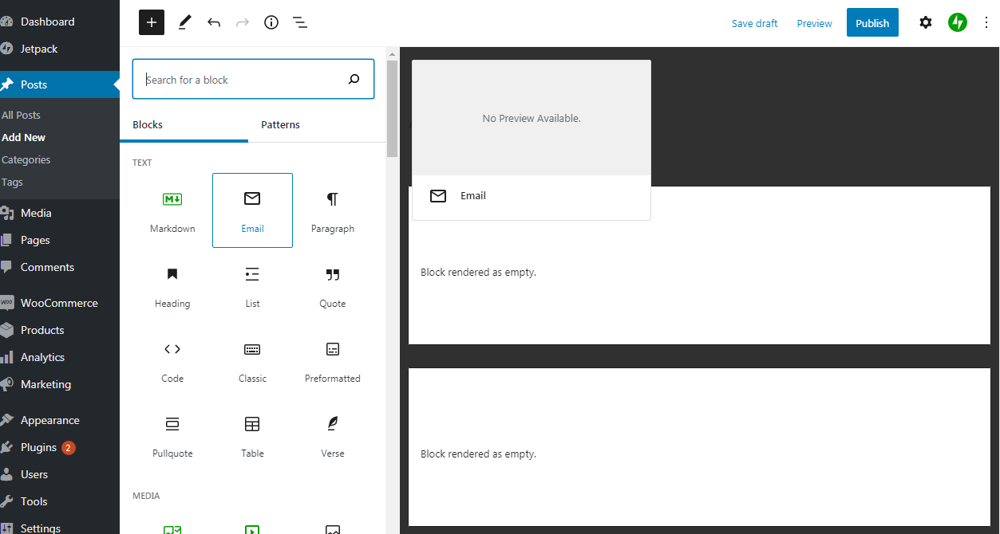 Dashboard
Jetpack
Posts
All Posts
Add New
Categories
Tags
Media
Pages
Comments
WOO WooCommerce
Products
Analytics
Marketing
Appearance
Plugins 2
Users
Tools
Settings
Save draft Preview Publish
Search for a block
Blocks Patterns
TEXT
M
Markdown Email Paragraph
Heading List Quote
Code Classic Preformatted
Pullquote Table Verse
MEDIA
No Preview Available.
Email
Block rendered as empty.
Block rendered as empty.